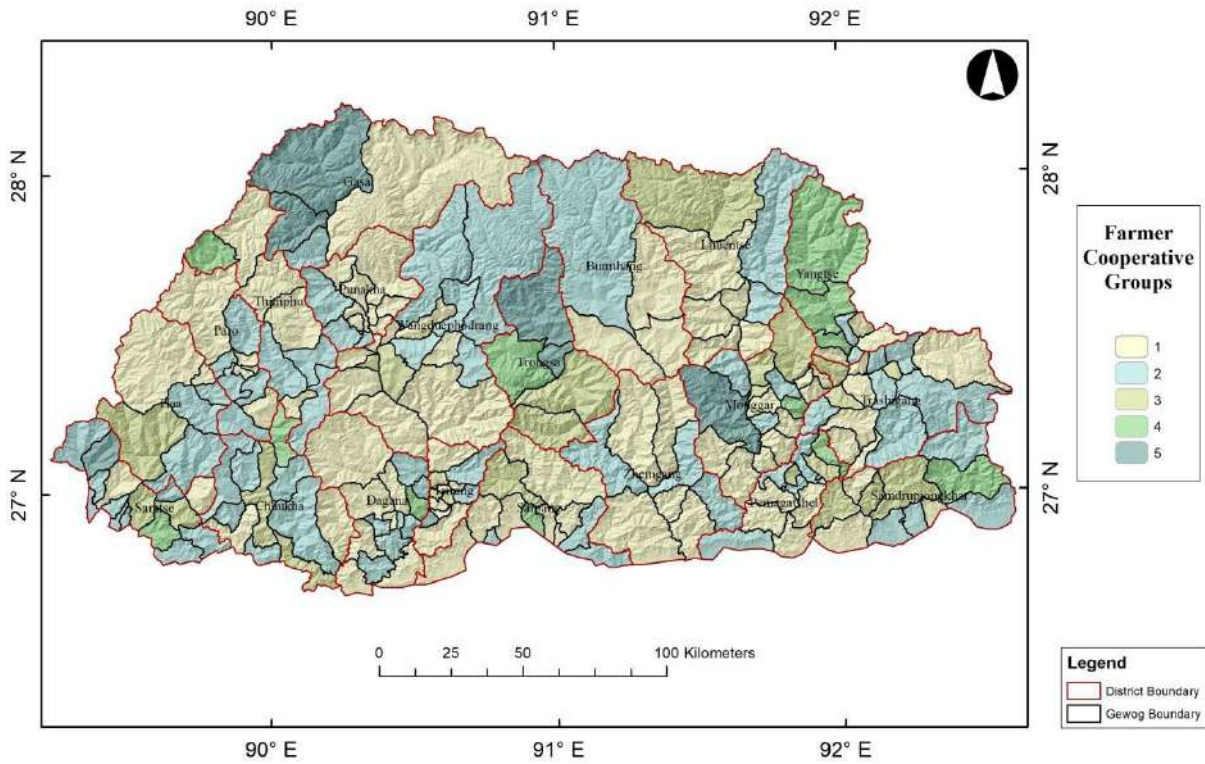 90° E 91° E 92° E
28° N 28° N
27° N 27° N
Gasa
Lhuentse
Bumthang
Yangtse
Punakha
Thimphu
Wangduephodrang
Paro
Trongsa
Haa
Monggar
Trashigang
Zhemgang
Dagana
Samtse
Chhukha
Sarpang
Pemagatshel
Samdrupjongkhar
Farmer
Cooperative
Groups
1
2
3
4
5
0 25 50 100 Kilometers
Legend
District Boundary
Gewog Boundary
90° E 91° E 92° E